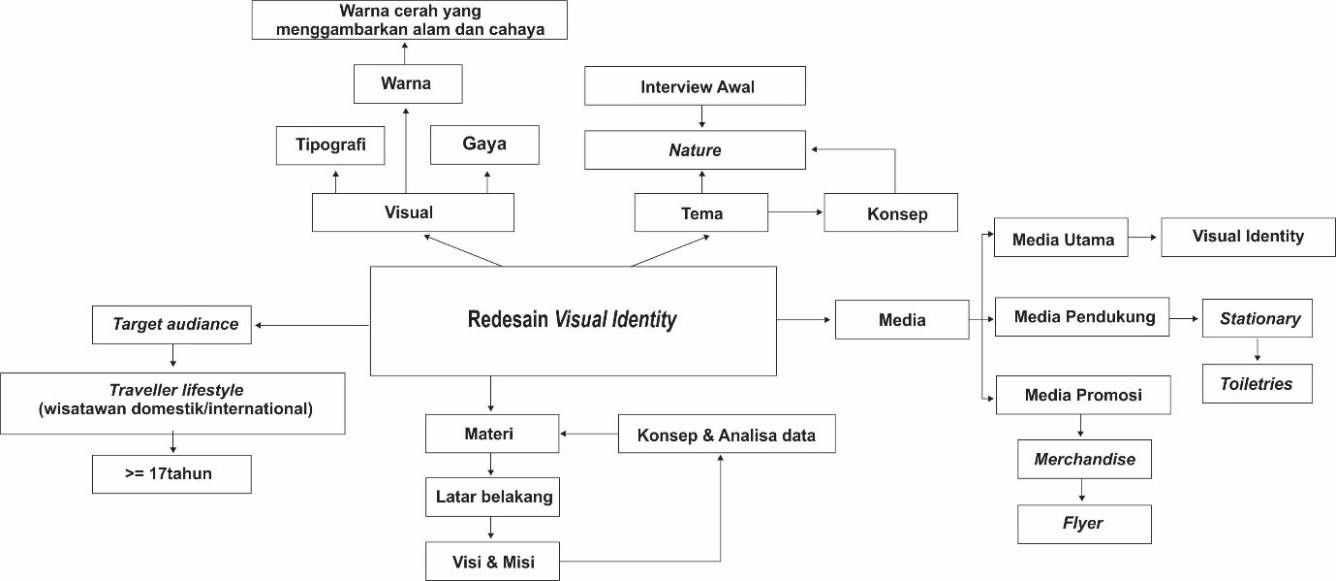 Warna cerah yang
menggambarkan alam dan cahaya
Warna
Tipografi
Gaya
Visual
Interview Awal
Nature
Tema
Konsep
Redesain Visual Identity
Target audiance
Traveller lifestyle
(wisatawan domestik/international)
>= 17tahun
Materi
Konsep & Analisa data
Latar belakang
Visi & Misi
Media
Media Utama
Visual Identity
Media Pendukung
Stationary
Toiletries
Media Promosi
Merchandise
Flyer